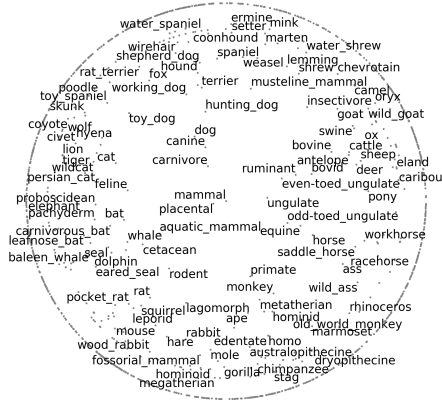 ermine
water_spaniel
setter
mink
coonhound
marten
wirehair
water_shrew
shepherd_dog
spaniel
weasel
lemming
hound
shrew
chevrotain
rat_terrier
fox
terrier
musteline_mammal
poodle
working_dog
camel
toy_spaniel
oryx
insectivore
skunk
hunting_dog
goat
wild_goat
toy_dog
coyote
wolf
dog
swine
ox
civet
hyena
canine
bovine
cattle
lion
sheep
tiger
cat
carnivore
antelope
eland
wildcat
ruminant
bovid
deer
persian_cat
caribou
feline
even-toed_ungulate
mammal
pony
proboscidean
elephant
placental
ungulate
pachyderm
bat
odd-toed_ungulate
aquatic_mammal
carnivorous_bat
equine
whale
workhorse
leafnose_bat
horse
seal
cetacean
saddle_horse
baleen_whale
dolphin
racehorse
eared_seal
rodent
primate
ass
monkey
wild_ass
rat
pocket_rat
metatherian
rhinoceros
squirrel
lagomorph
leporid
ape
hominid
old_world_monkey
mouse
rabbit
marmoset
wood_rabbit
hare
edentate
homo
mole
australopithecine
fossorial_mammal
dryopithecine
hominoid
gorilla
chimpanzee
megatherian
stag